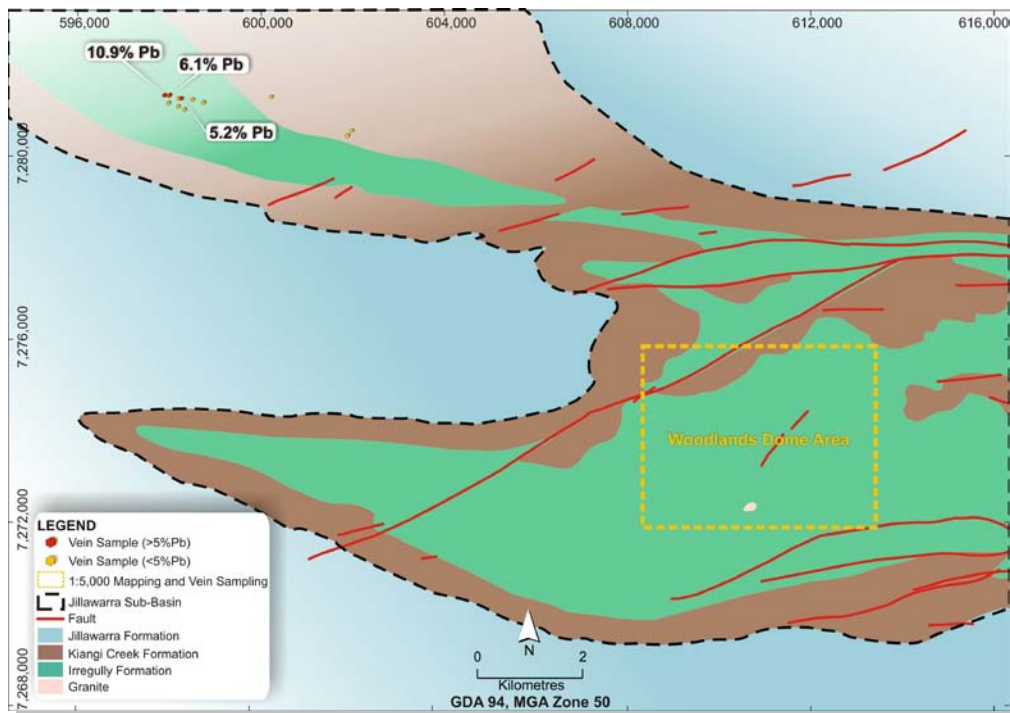 596,000 600,000 604,000 608,000 612,000 616,000
10.9% Pb
6.1% Pb
5.2% Pb
7,280,000
7,276,000
7,272,000
7,268,000
Woodlands Dome Area
LEGEND
Vein Sample (>5%Pb)
Vein Sample (<5%Pb)
1:5,000 Mapping and Vein Sampling
Jillawarra Sub-Basin
Fault
Jillawarra Formation
Kiangi Creek Formation
Irregully Formation
Granite
N
0 2
Kilometres
GDA 94, MGA Zone 50